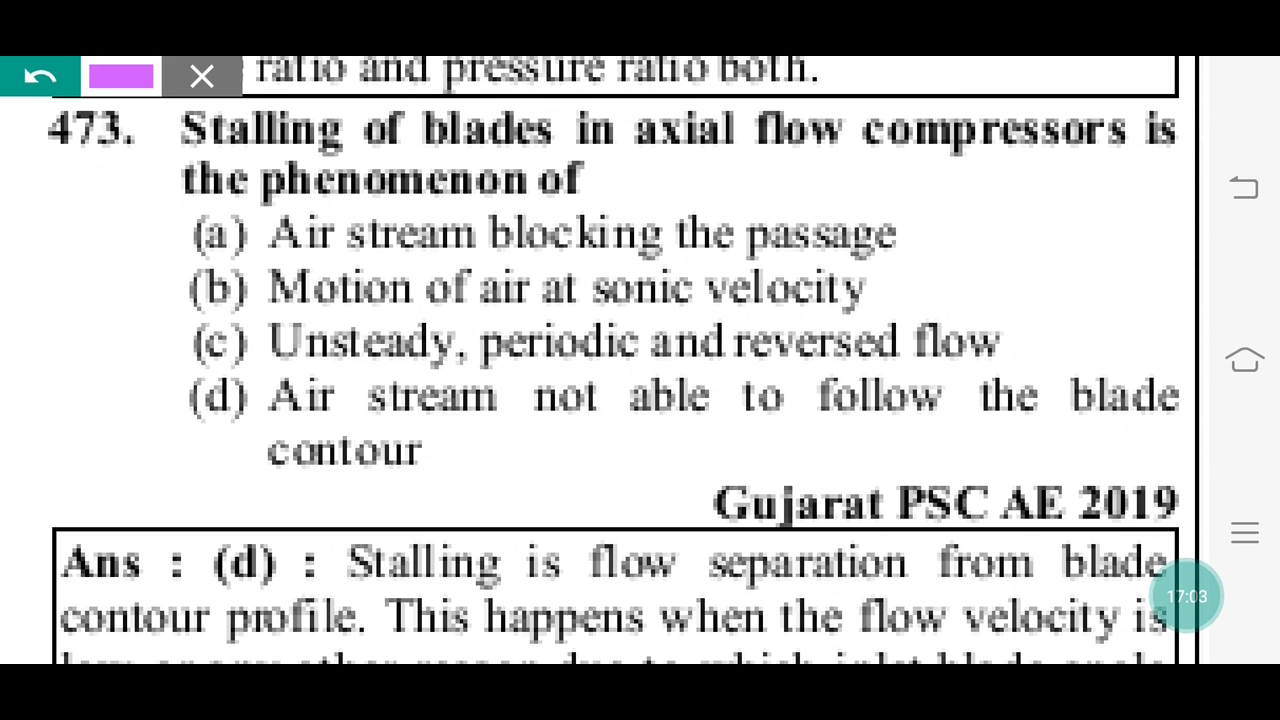 ratio and pressure ratio both.
473. Stalling of blades in axial flow compressors is
the phenomenon of
(a) Air stream blocking the passage
(b) Motion of air at sonic velocity
(c) Unsteady, periodic and reversed flow
(d) Air stream not able to follow the blade
contour
Gujarat PSC AE 2019
Ans : (d) : Stalling is flow separation from blade
contour profile. This happens when the flow velocity is
17:03